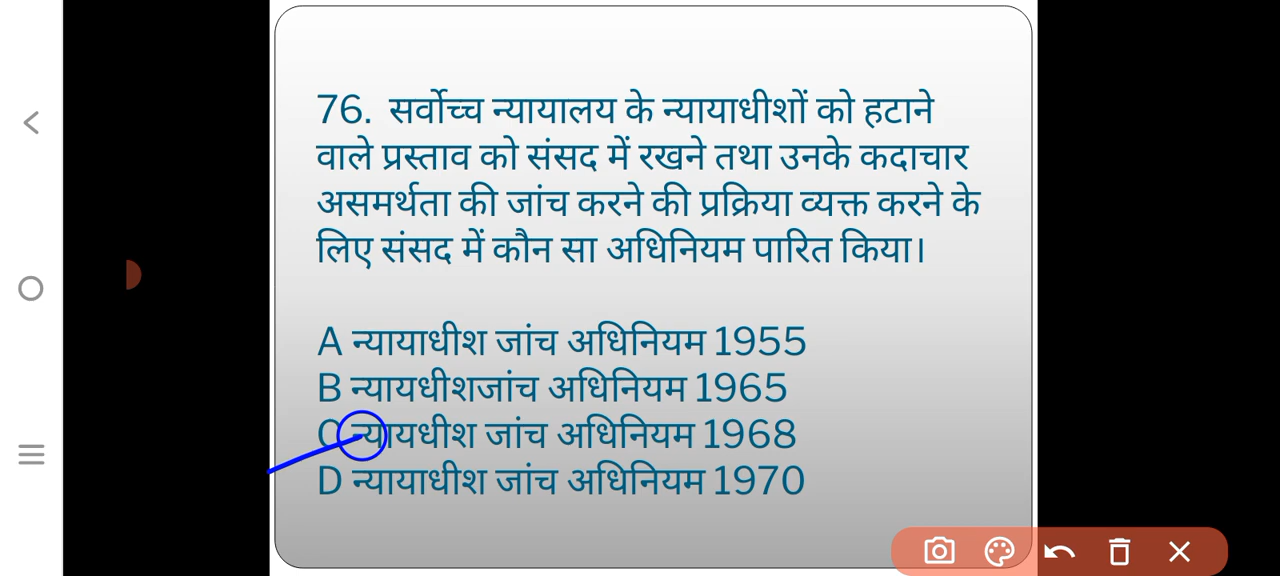 76. सर्वोच्च न्यायालय के न्यायाधीशों को हटाने
वाले प्रस्ताव को संसद में रखने तथा उनके कदाचार
असमर्थता की जांच करने की प्रक्रिया व्यक्त करने के
लिए संसद में कौन सा अधिनियम पारित किया।
A न्यायाधीश जांच अधिनियम 1955
B न्यायधीशजांच अधिनियम 1965
C न्यायधीश जांच अधिनियम 1968
D न्यायाधीश जांच अधिनियम 1970